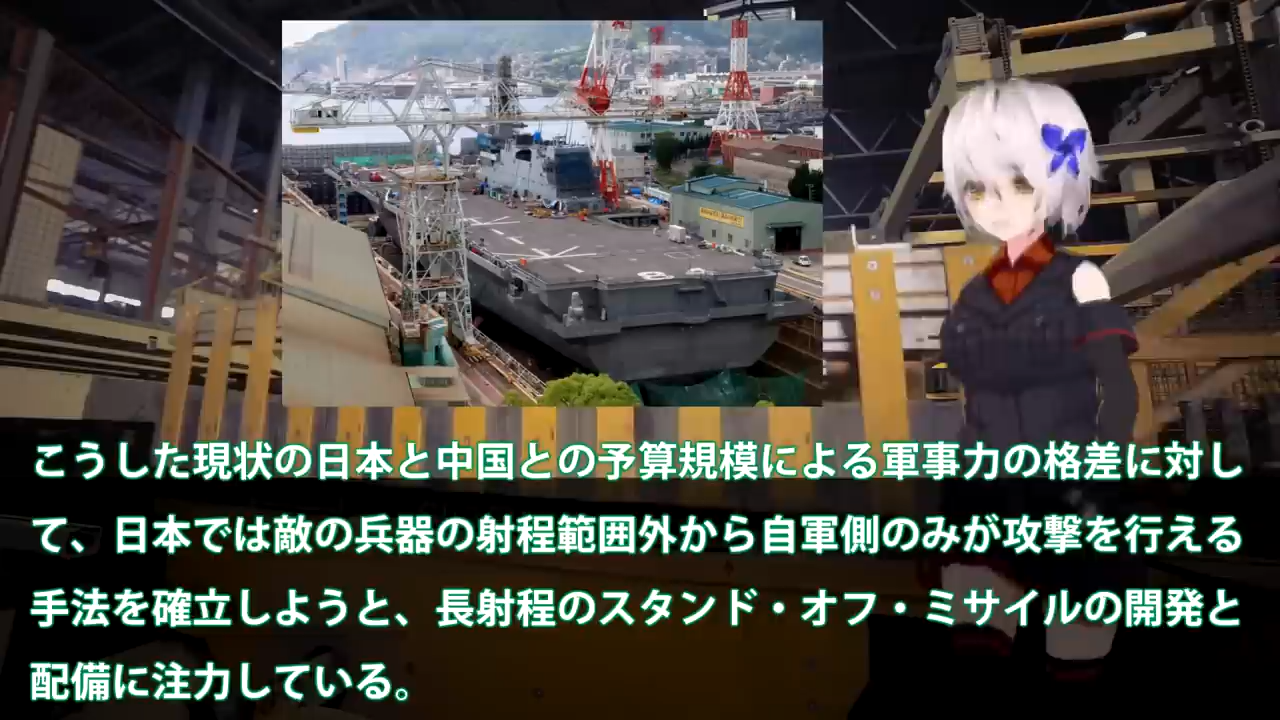 こうした現状の日本と中国との予算規模による軍事力の格差に対し
て、日本では敵の兵器の射程範囲外から自軍側のみが攻撃を行える
手法を確立しようと、長射程のスタンド・オフ・ミサイルの開発と
配備に注力している。